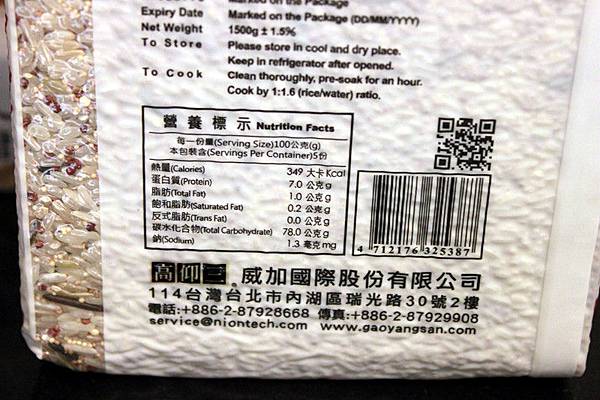 Marked on the Package
Expiry Date Marked on the Package (DD/MM/YYYY)
Net Weight 1500g ± 1.5%
To Store Please store in cool and dry place.
Keep in refrigerator after opened.
To Cook Clean thoroughly, pre-soak for an hour.
Cook by 1:1.6 (rice/water) ratio.
營養標示 Nutrition Facts
每一份量(Serving Size)100公克(g)
本包裝含(Servings Per Container)5份
熱量(Calories) 349 大卡Kcal
蛋白質(Protein) 7.0 公克g
脂肪(Total Fat) 1.0 公克g
飽和脂肪(Saturated Fat) 0.2 公克g
反式脂肪(Trans Fat) 0.0 公克g
碳水化合物(Total Carbohydrate) 78.0 公克g
鈉(Sodium) 1.3 毫克mg
4 712176 325387
高仰三 威加國際股份有限公司
114台灣台北市內湖區瑞光路30號2樓
電話:+886-2-87928668 傳真:+886-2-87929908
service@niontech.com www.gaoyangsan.com